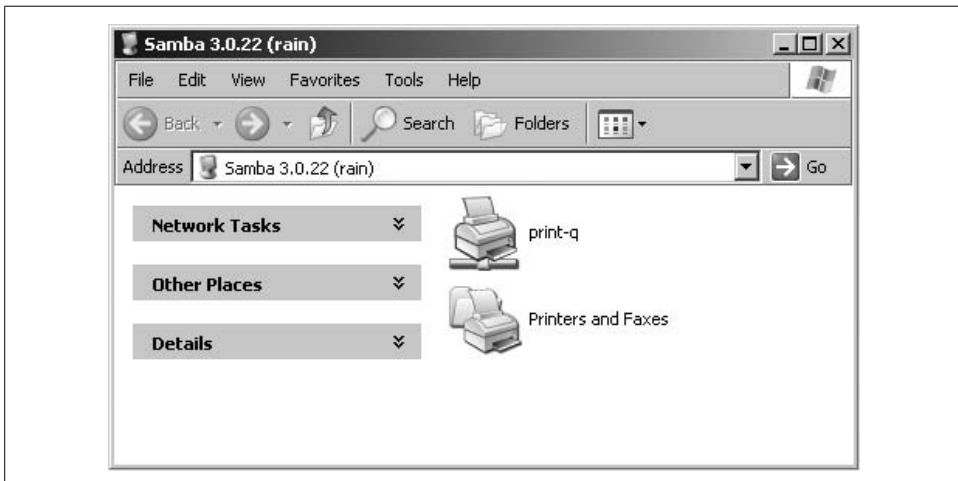 Samba 3.0.22 (rain)
File Edit View Favorites Tools Help
Back Search Folders
Address Samba 3.0.22 (rain) Go
Network Tasks
print-q
Other Places
Printers and Faxes
Details